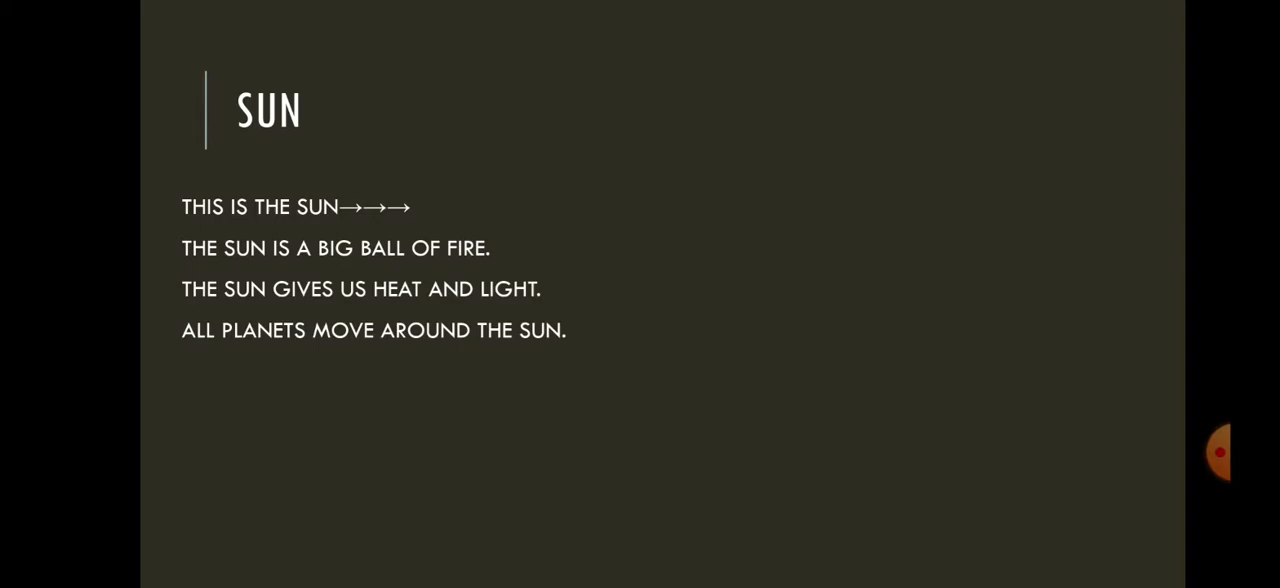 SUN
THIS IS THE SUN→→→
THE SUN IS A BIG BALL OF FIRE.
THE SUN GIVES US HEAT AND LIGHT.
ALL PLANETS MOVE AROUND THE SUN.